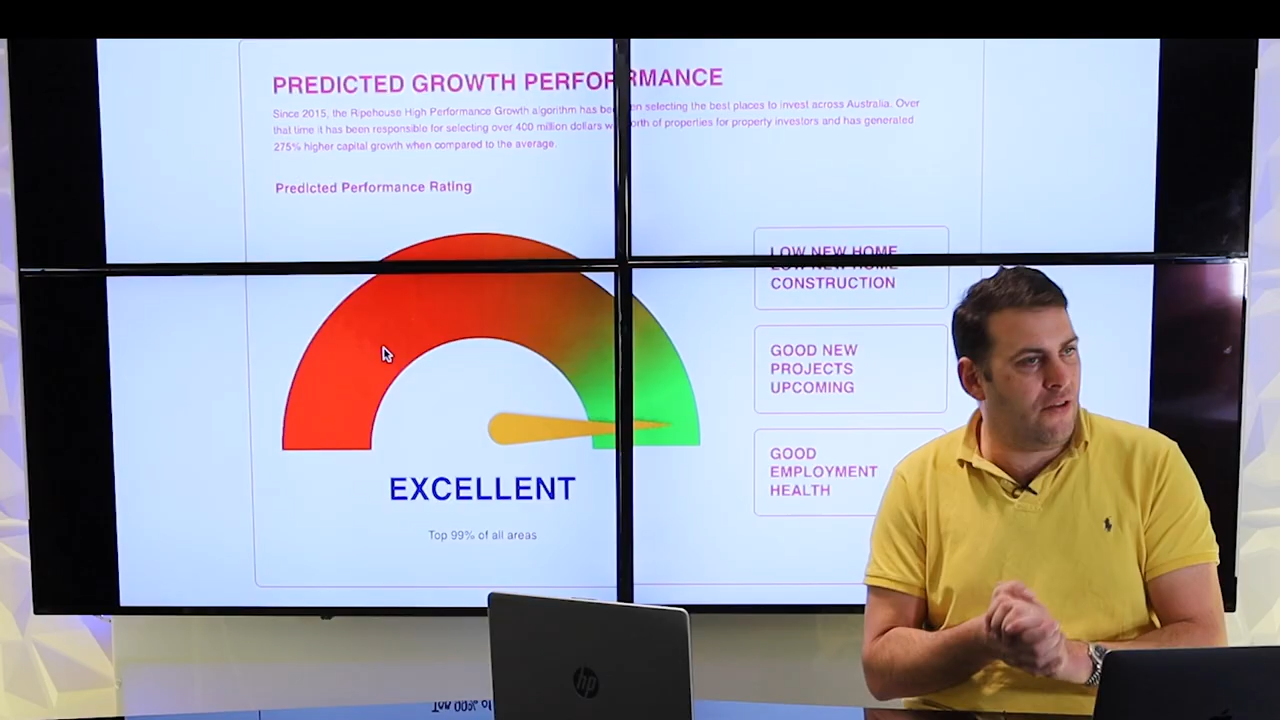 PREDICTED GROWTH PERFORMANCE
Since 2015, the Ripehouse High Performance Growth algorithm has been selecting the best places to invest across Australia. Over
that time it has been responsible for selecting over 400 million dollars worth of properties for property investors and has generated
275% higher capital growth when compared to the average.
Predicted Performance Rating
LOW NEW HOME
CONSTRUCTION
GOOD NEW
PROJECTS
UPCOMING
GOOD
EMPLOYMENT
HEALTH
EXCELLENT
Top 99% of all areas
hp